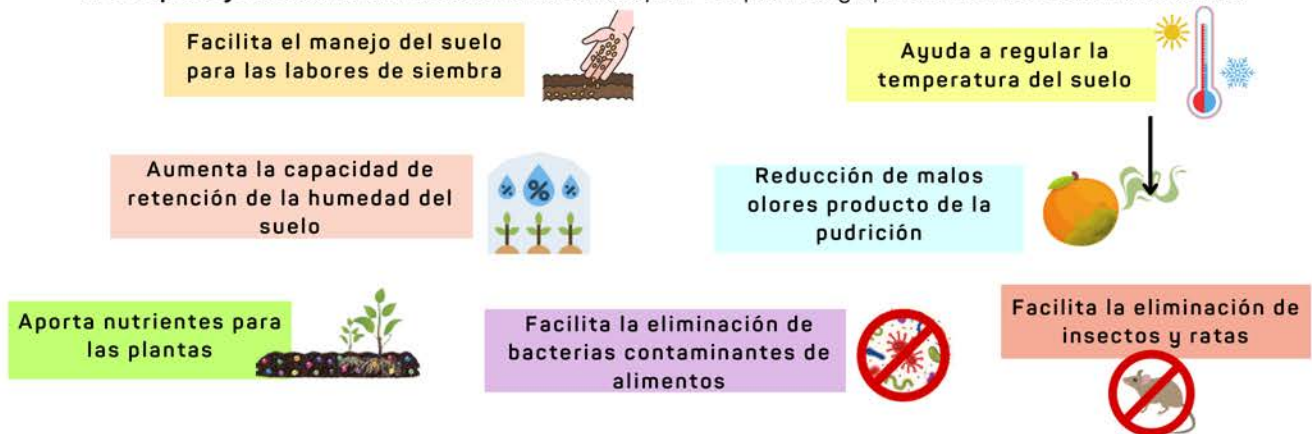 Facilita el manejo del suelo
para las labores de siembra
Ayuda a regular la
temperatura del suelo
Aumenta la capacidad de
retención de la humedad del
suelo
% % %
Reducción de malos
olores producto de la
pudrición
Aporta nutrientes para
las plantas
Facilita la eliminación de
bacterias contaminantes de
alimentos
Facilita la eliminación de
insectos y ratas